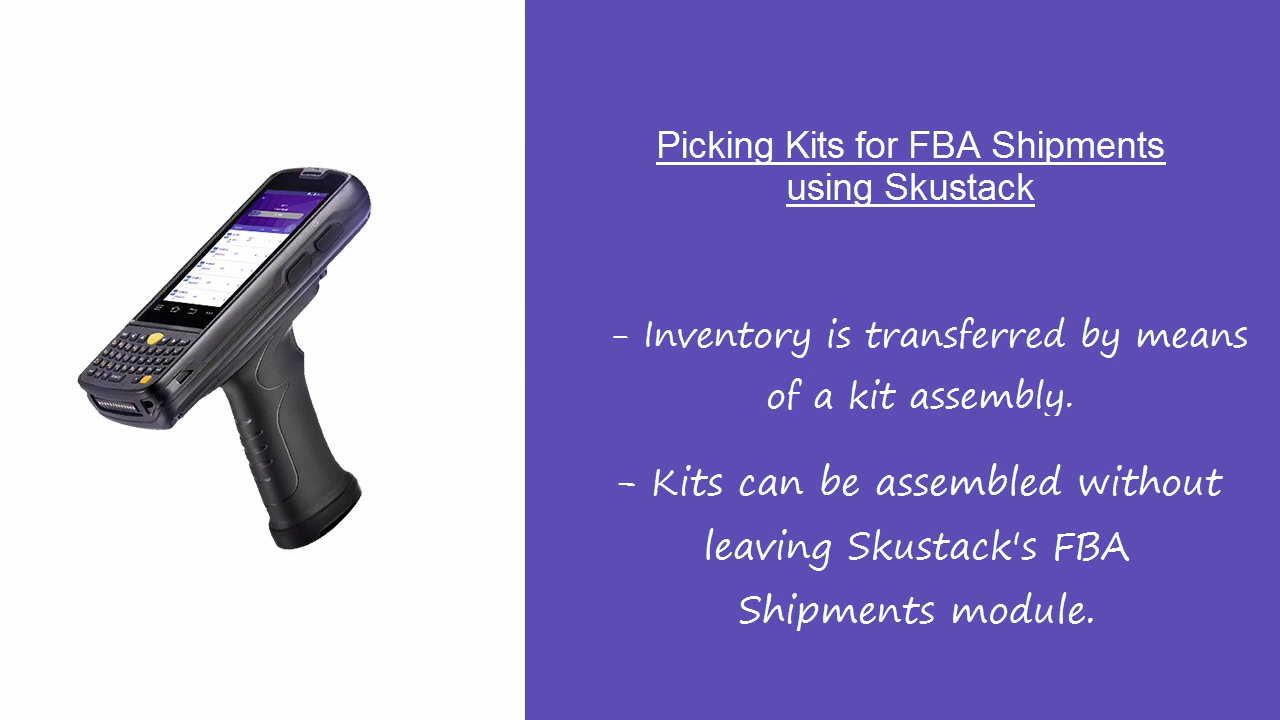 Picking Kits for FBA Shipments
using Skustack
- Inventory is transferred by means
of a kit assembly.
- Kits can be assembled without
leaving Skustack's FBA
Shipments module.